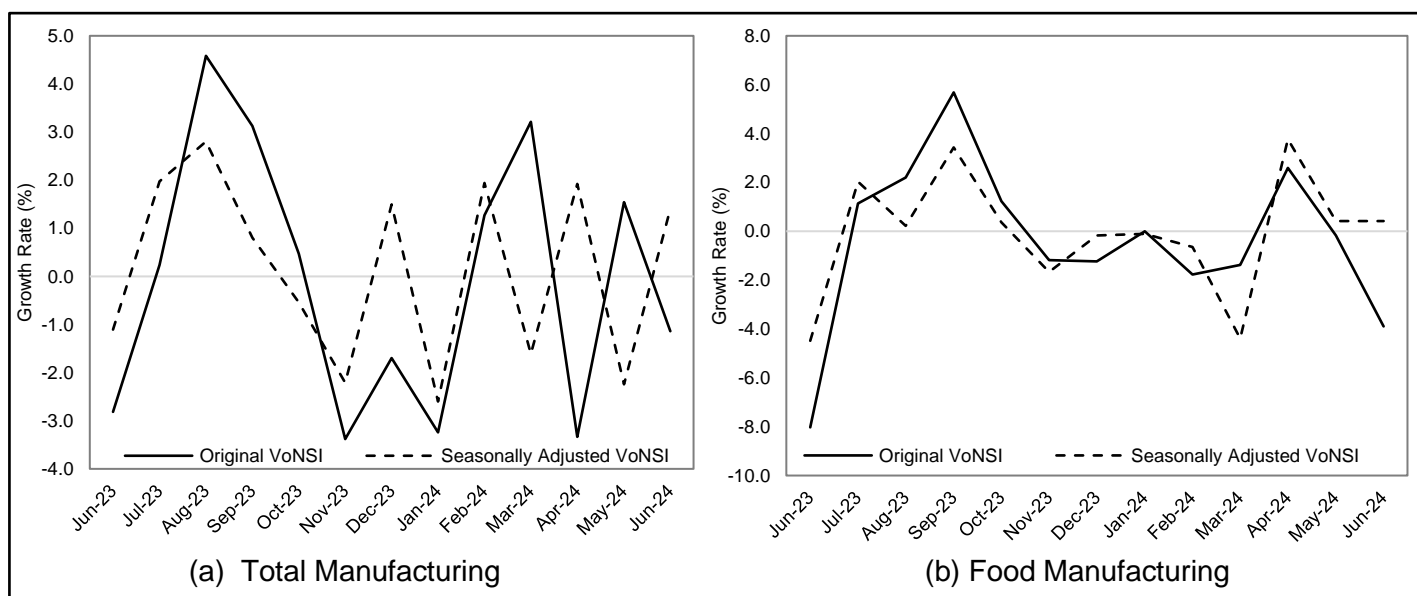 5.0
4.0
3.0
2.0
1.0
0.0
-1.0
-2.0
-3.0
-4.0
Growth Rate (%)
Original VoNSI
Seasonally Adjusted VoNSI
Jun-23
Jul-23
Aug-23
Sep-23
Oct-23
Nov-23
Dec-23
Jan-24
Feb-24
Mar-24
Apr-24
May-24
Jun-24
(a) Total Manufacturing
8.0
6.0
4.0
2.0
0.0
-2.0
-4.0
-6.0
-8.0
-10.0
Growth Rate (%)
Original VoNSI
Seasonally Adjusted VoNSI
Jun-23
Jul-23
Aug-23
Sep-23
Oct-23
Nov-23
Dec-23
Jan-24
Feb-24
Mar-24
Apr-24
May-24
Jun-24
(b) Food Manufacturing